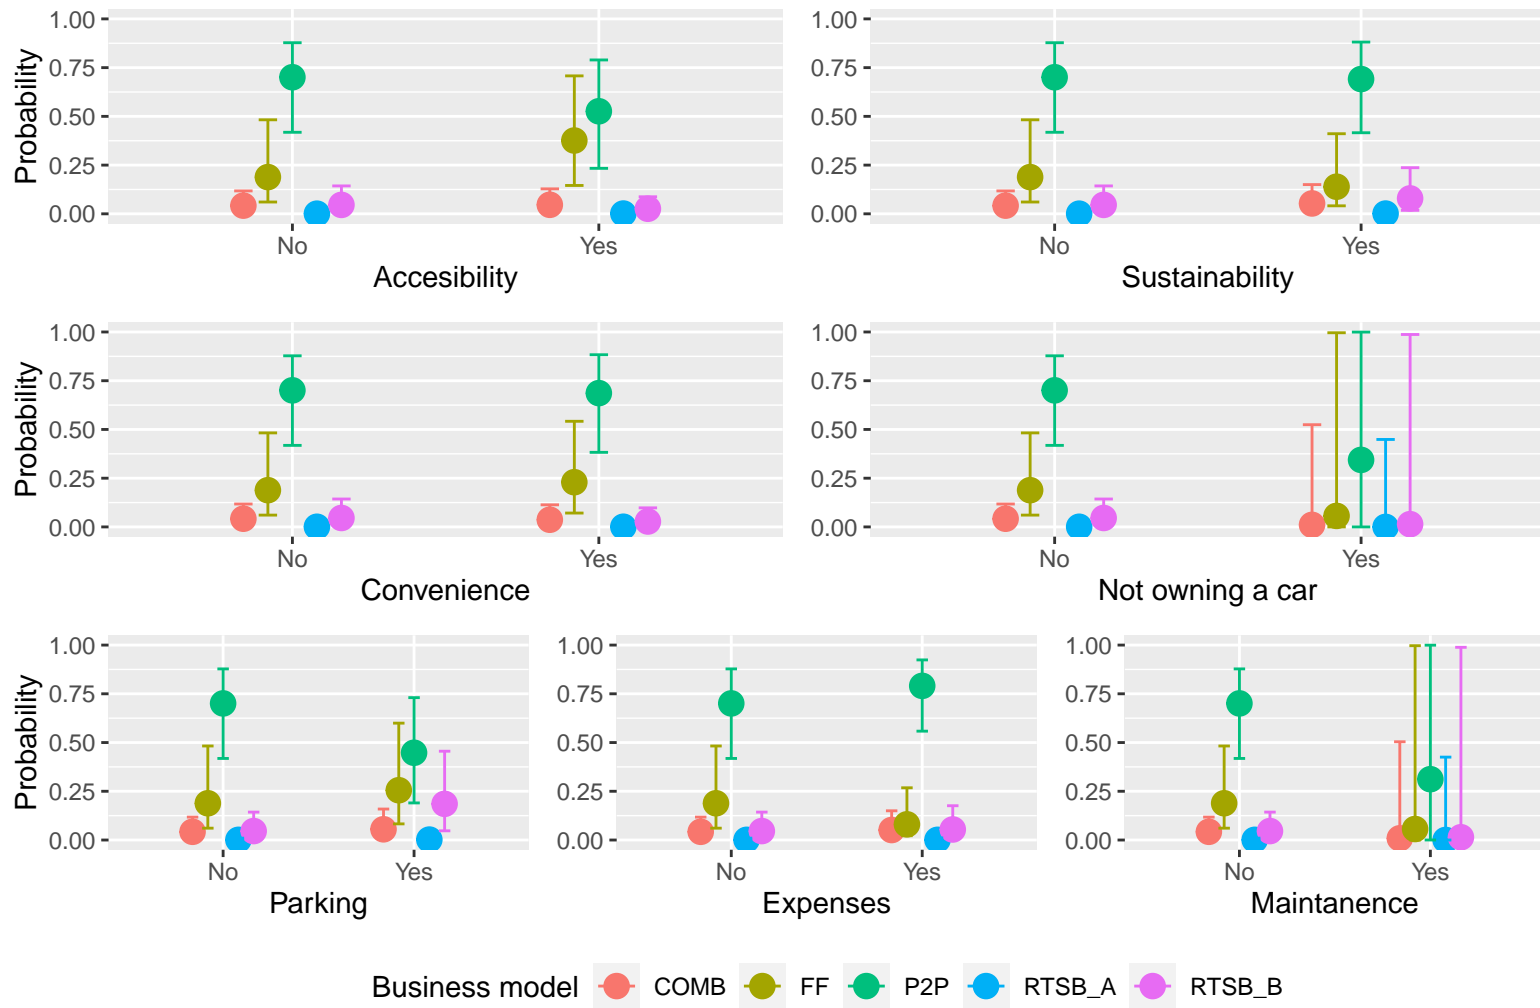 Probability
1.00
0.75
0.50
0.25
0.00
No Yes
Accesibility
1.00
0.75
0.50
0.25
0.00
No Yes
Sustainability
Probability
1.00
0.75
0.50
0.25
0.00
No Yes
Convenience
1.00
0.75
0.50
0.25
0.00
No Yes
Not owning a car
Probability
1.00
0.75
0.50
0.25
0.00
No Yes
Parking
1.00
0.75
0.50
0.25
0.00
No Yes
Expenses
1.00
0.75
0.50
0.25
0.00
No Yes
Maintanence
Business model COMB FF P2P RTSB_A RTSB_B